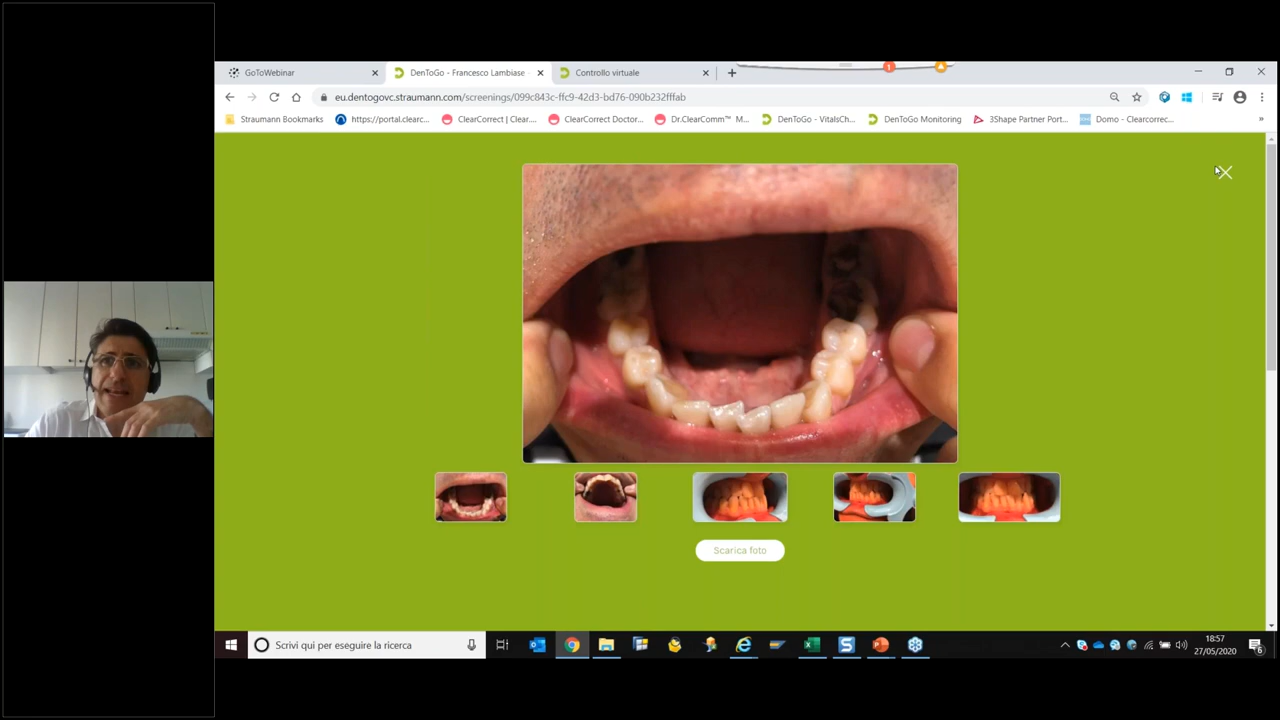 GoToWebinar
DenToGo - Francesco Lambiase
Controllo virtuale
1
eu.dentogovc.straumann.com/screenings/099c843c-ffc9-42d3-bd76-090b232fffab
Straumann Bookmarks
https://portal.clearc...
ClearCorrect | Clear....
ClearCorrect Doctor...
Dr.ClearComm™ M...
DenToGo - VitalsCh...
DenToGo Monitoring
3Shape Partner Port...
Domo - Clearcorrec...
Scarica foto
Scrivi qui per eseguire la ricerca
18:57
27/05/2020
6